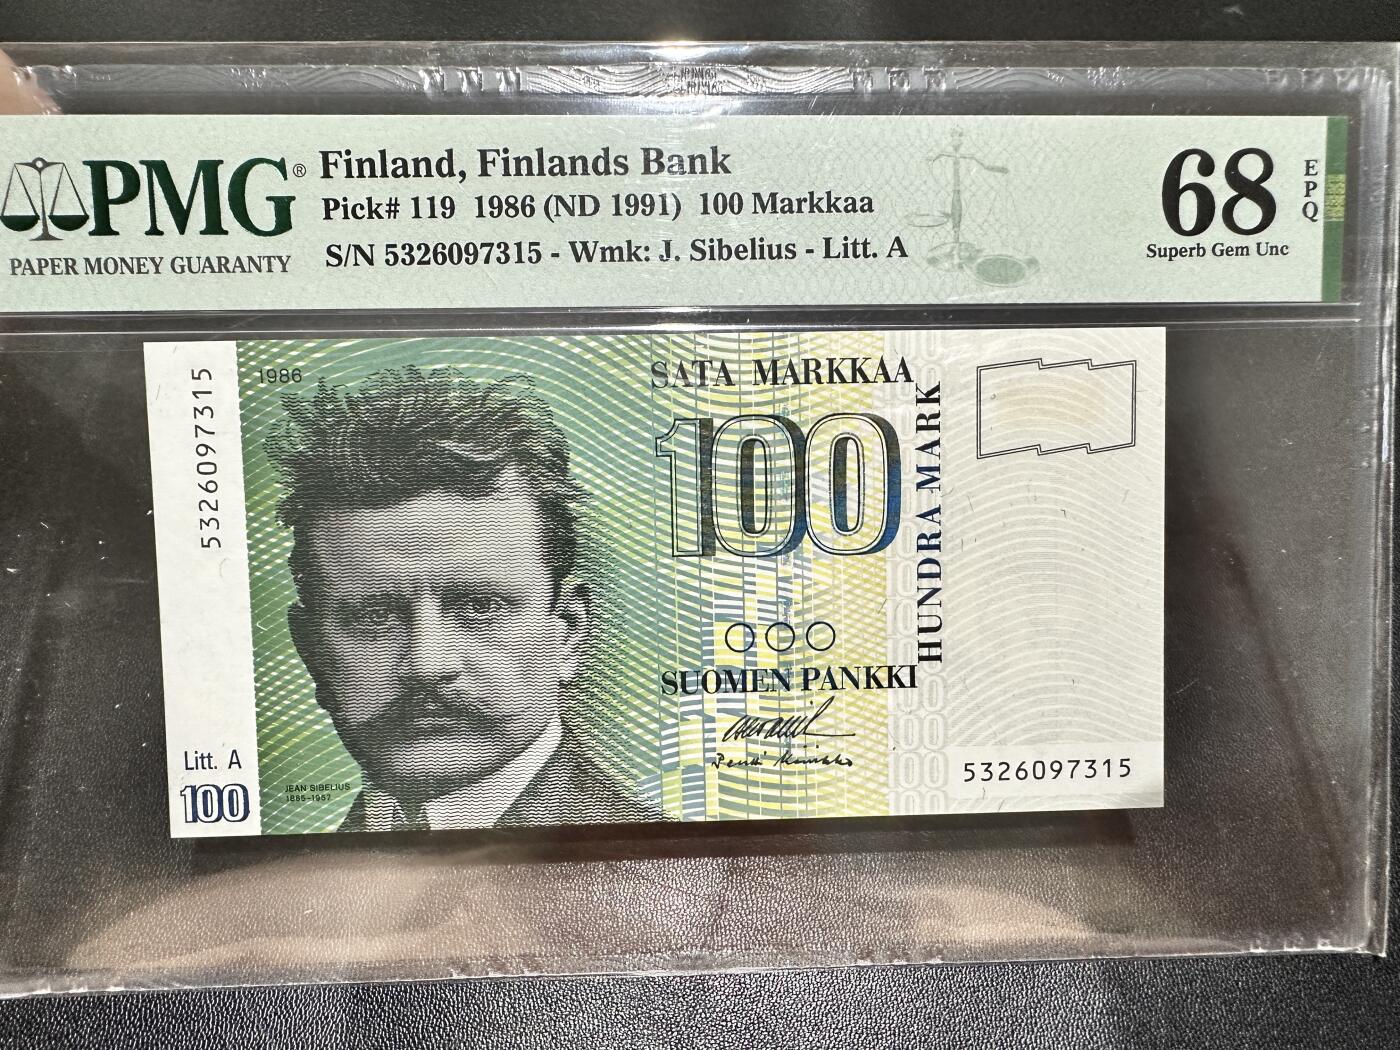 PMG®
PAPER MONEY GUARANTY
Finland, Finlands Bank
Pick# 119 1986 (ND 1991) 100 Markkaa
S/N 5326097315 - Wmk: J. Sibelius - Litt. A
68
EPQ
Superb Gem Unc
5326097315
1986
SATA MARKKAA
100
HUNDRA MARK
SUOMEN PANKKI
Litt. A
100
JEAN SIBELIUS
1865-1957
5326097315